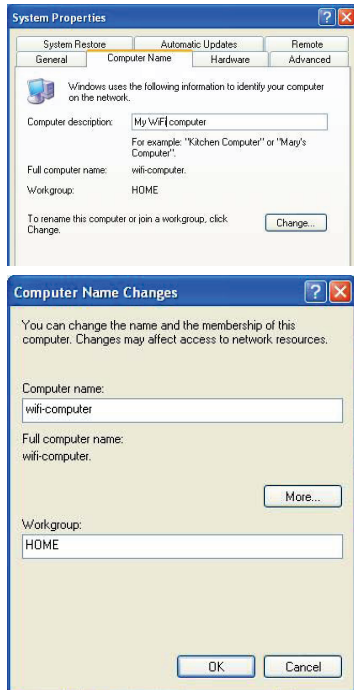 System Properties
System Restore Automatic Updates Remote
General Computer Name Hardware Advanced
Windows uses the following information to identify your computer
on the network.
Computer description: My WiFi computer
For example: "Kitchen Computer" or "Mary's
Computer".
Full computer name: wifi-computer.
Workgroup: HOME
To rename this computer or join a workgroup, click
Change.
Change...
Computer Name Changes
You can change the name and the membership of this
computer. Changes may affect access to network resources.
Computer name:
wifi-computer
Full computer name:
wifi-computer.
More...
Workgroup:
HOME
OK Cancel